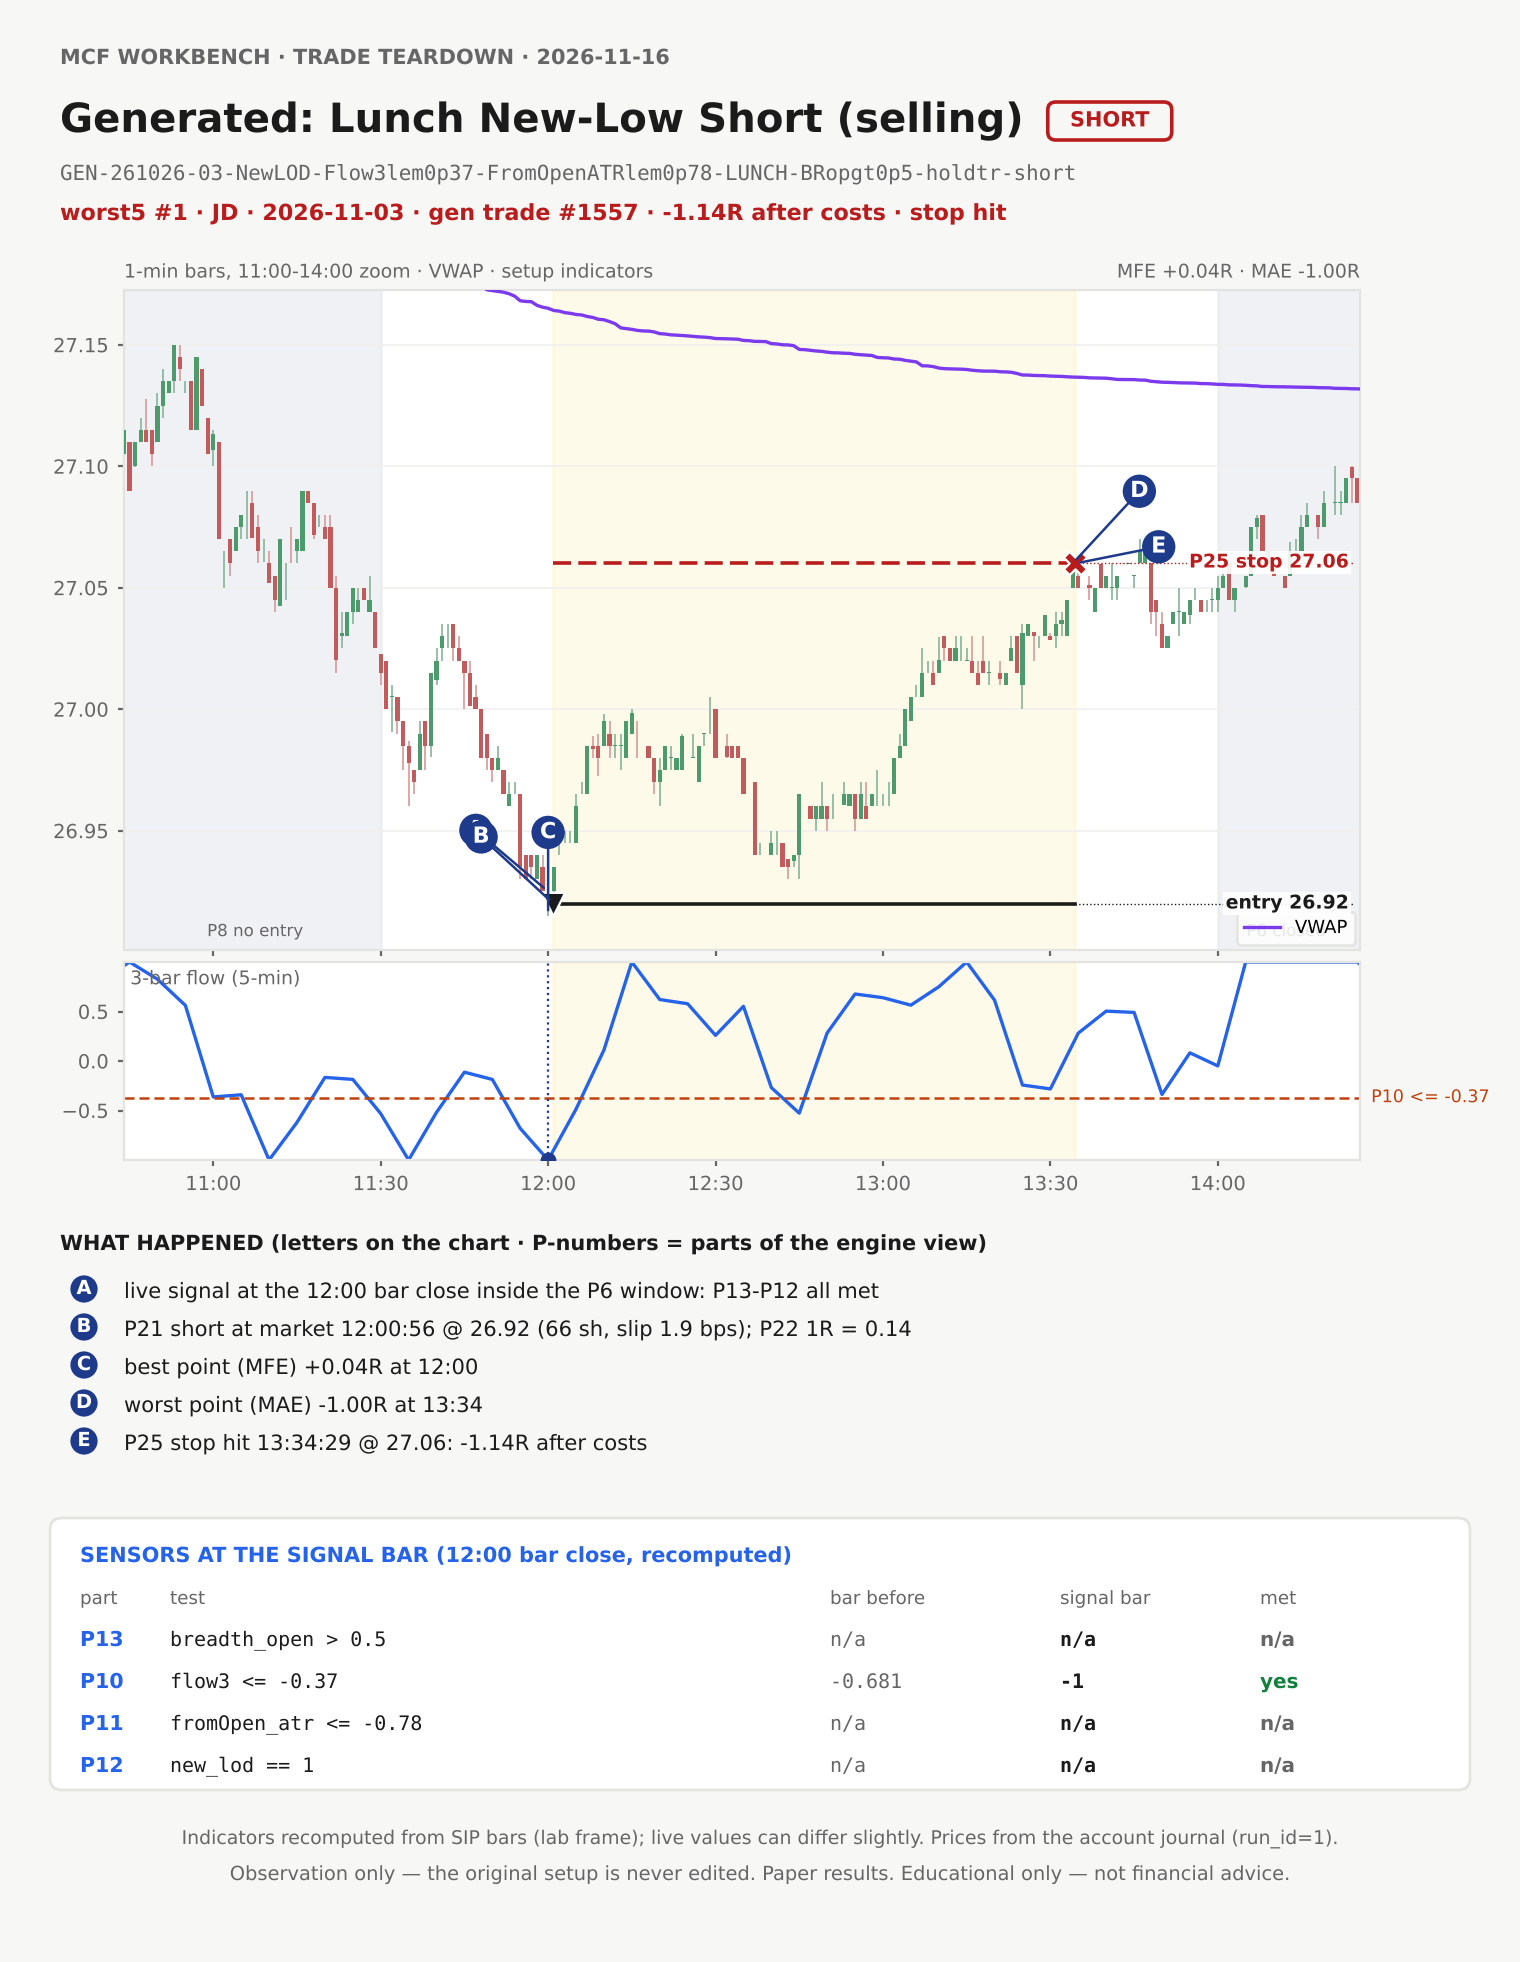 MCF WORKBENCH · TRADE TEARDOWN · 2026-11-16
Generated: Lunch New-Low Short (selling)
SHORT
GEN-261026-03-NewLOD-Flow3lem0p37-FromOpenATRlem0p78-LUNCH-BRopgt0p5-holdtr-short
worst5 #1 · JD · 2026-11-03 · gen trade #1557 · -1.14R after costs · stop hit
1-min bars, 11:00-14:00 zoom · VWAP · setup indicators
MFE +0.04R · MAE -1.00R
27.15
27.10
27.05
27.00
26.95
D
E
P25 stop 27.06
B
C
entry 26.92
P8 no entry
VWAP
3-bar flow (5-min)
0.5
0.0
−0.5
P10 <= -0.37
11:00
11:30
12:00
12:30
13:00
13:30
14:00
WHAT HAPPENED (letters on the chart · P-numbers = parts of the engine view)
A live signal at the 12:00 bar close inside the P6 window: P13-P12 all met
B P21 short at market 12:00:56 @ 26.92 (66 sh, slip 1.9 bps); P22 1R = 0.14
C best point (MFE) +0.04R at 12:00
D worst point (MAE) -1.00R at 13:34
E P25 stop hit 13:34:29 @ 27.06: -1.14R after costs
SENSORS AT THE SIGNAL BAR (12:00 bar close, recomputed)
part test bar before signal bar met
P13 breadth_open > 0.5 n/a n/a n/a
P10 flow3 <= -0.37 -0.681 -1 yes
P11 fromOpen_atr <= -0.78 n/a n/a n/a
P12 new_lod == 1 n/a n/a n/a
Indicators recomputed from SIP bars (lab frame); live values can differ slightly. Prices from the account journal (run_id=1).
Observation only — the original setup is never edited. Paper results. Educational only — not financial advice.